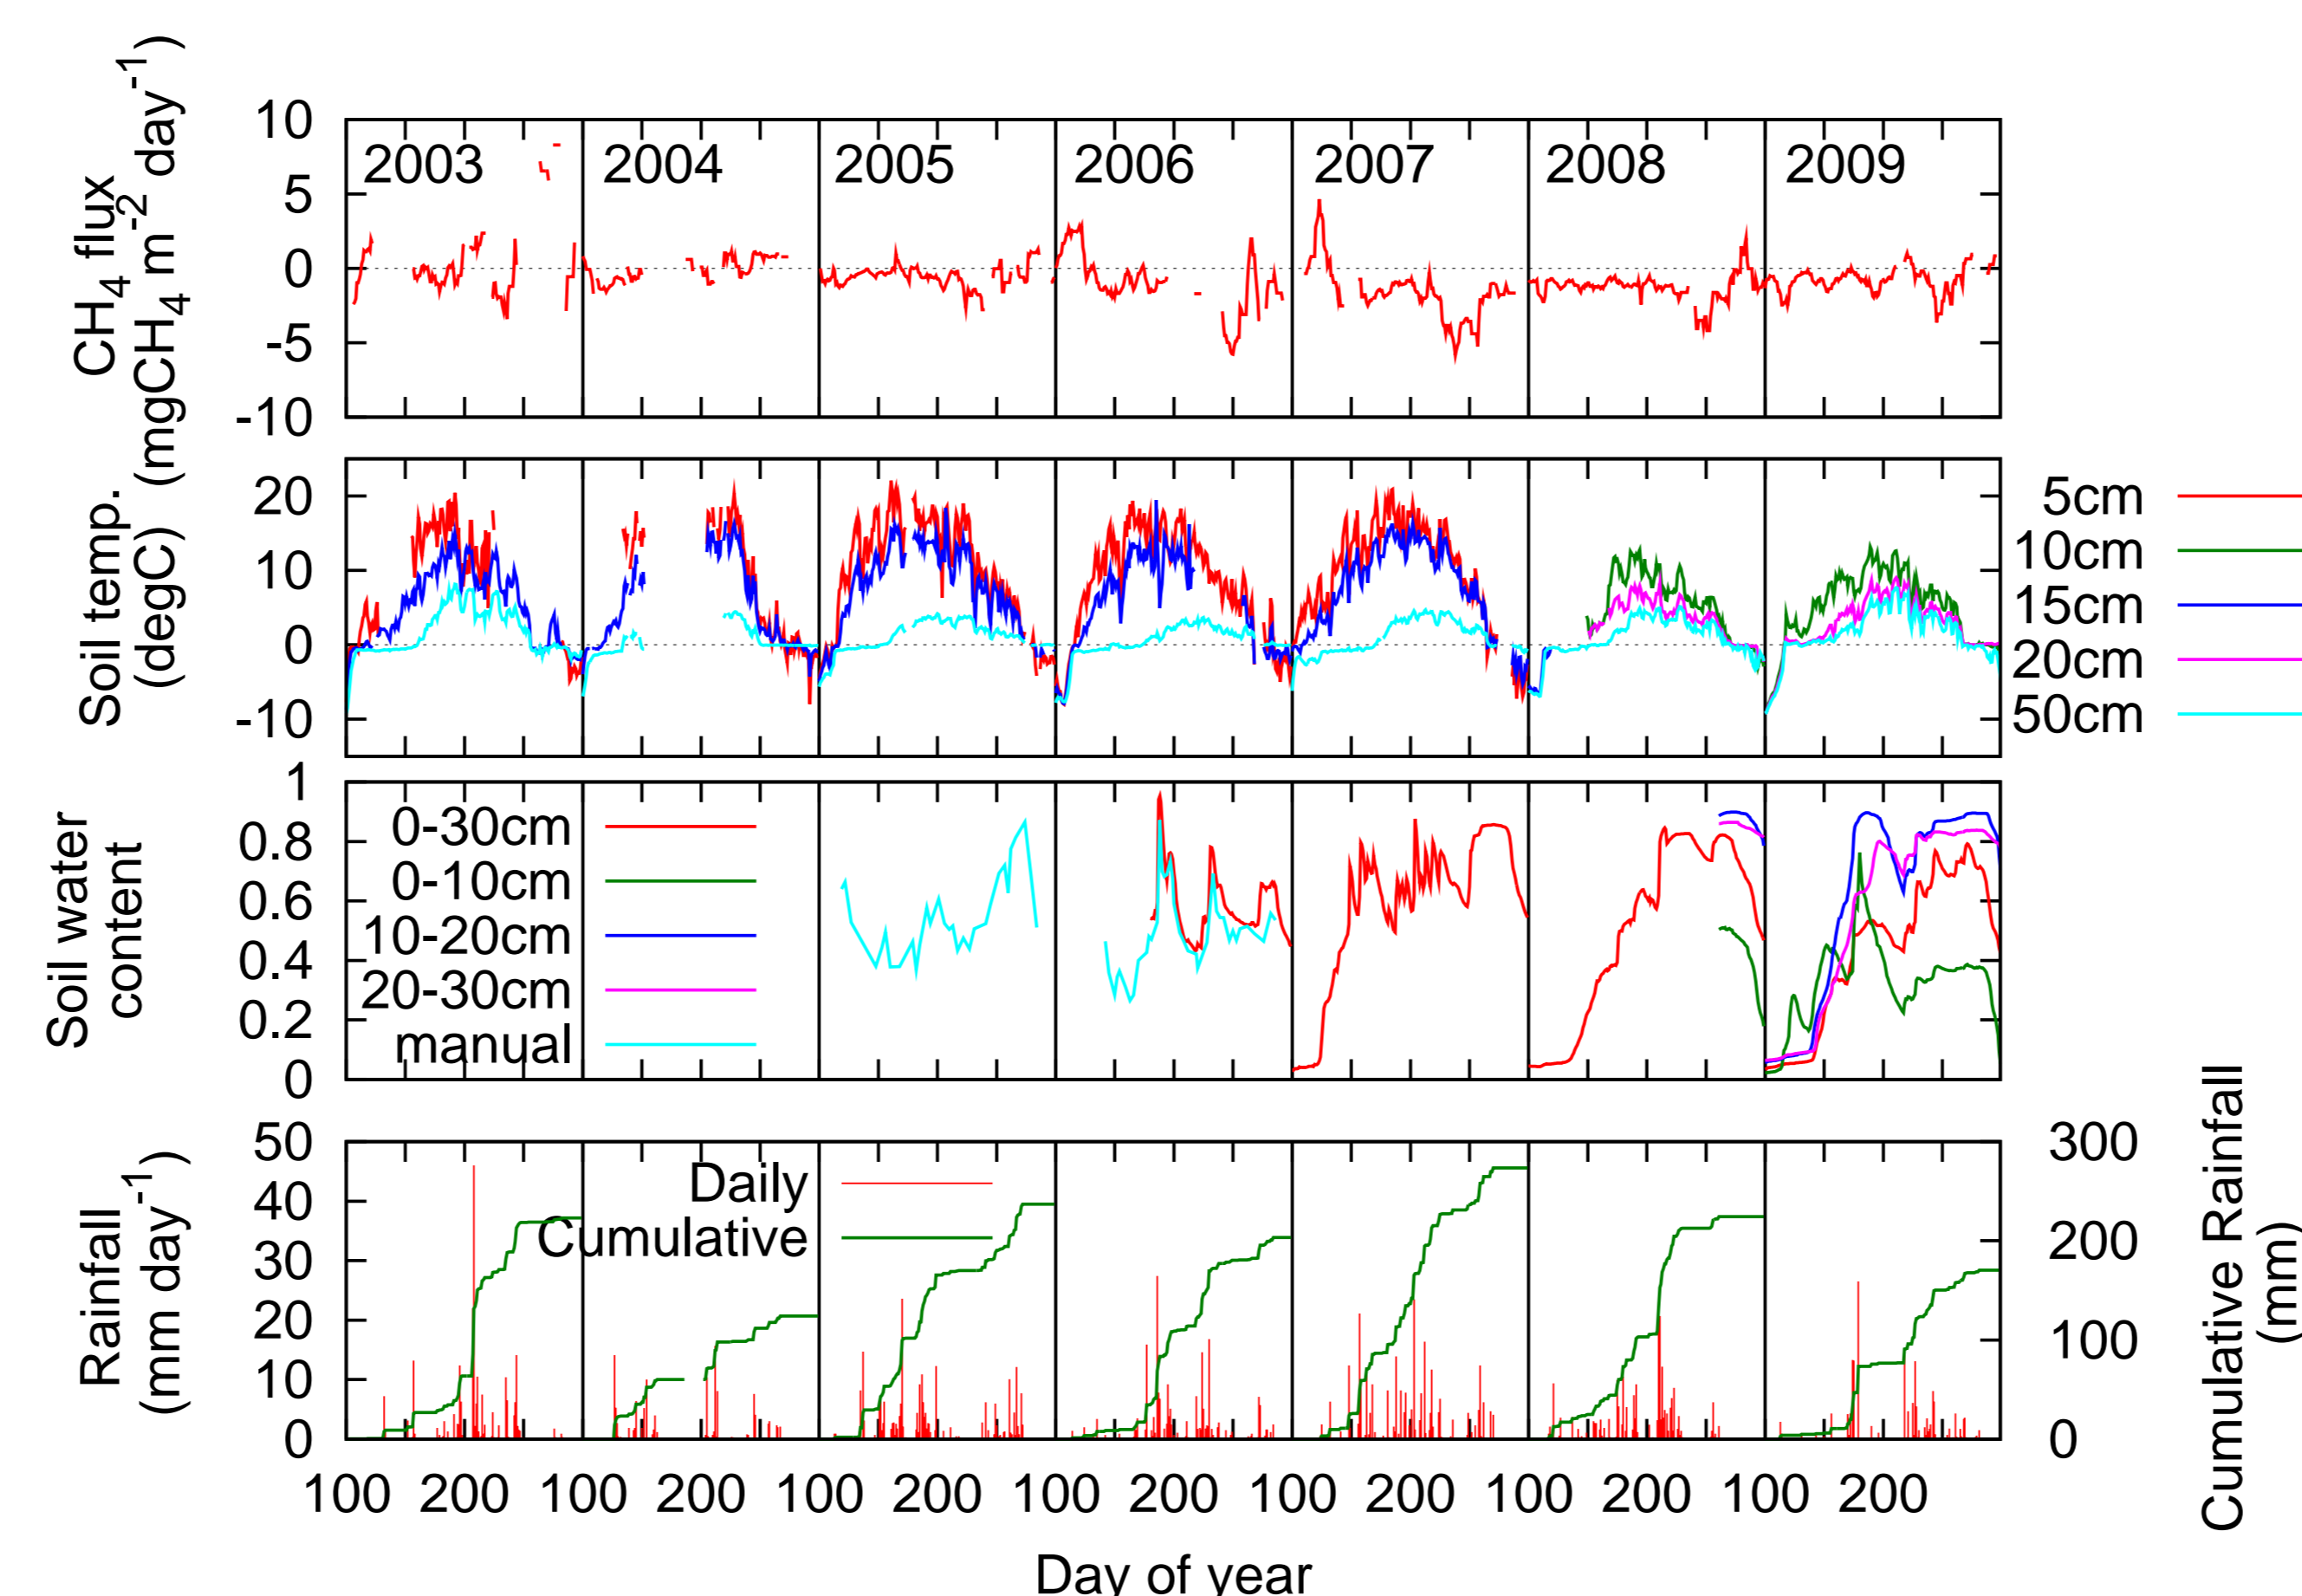 CH4 flux
(mgCH4 m-2 day-1)
10
5
0
-5
-10
2003
2004
2005
2006
2007
2008
2009
Soil temp.
(degC)
20
10
0
-10
5cm
10cm
15cm
20cm
50cm
Soil water
content
1
0.8
0.6
0.4
0.2
0
0-30cm
0-10cm
10-20cm
20-30cm
manual
Rainfall
(mm day-1)
50
40
30
20
10
0
Daily
Cumulative
300
200
100
0
Cumulative Rainfall
(mm)
100 200 100 200 100 200 100 200 100 200 100 200 100 200
Day of year